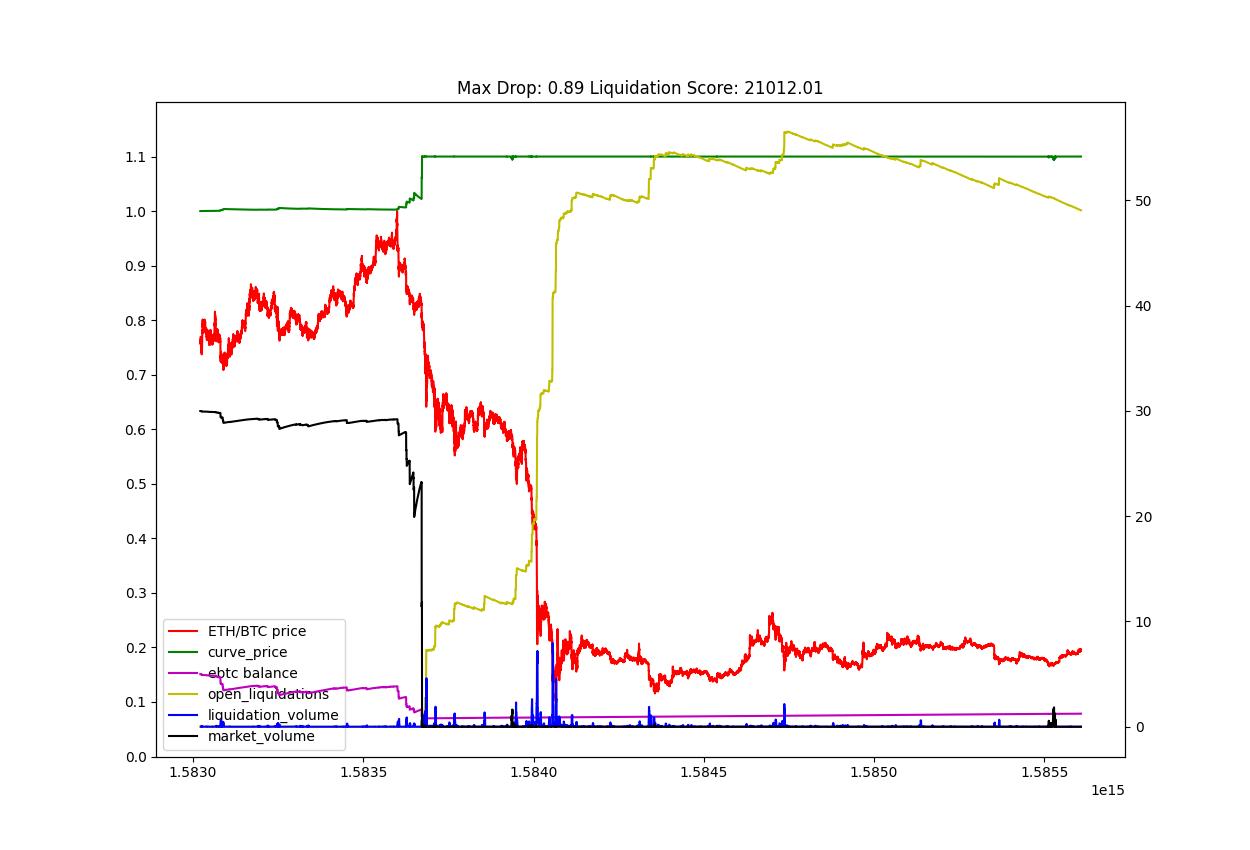 Max Drop: 0.89 Liquidation Score: 21012.01
1.1
1.0
0.9
0.8
0.7
0.6
0.5
0.4
0.3
0.2
0.1
0.0
50
40
30
20
10
0
ETH/BTC price
curve_price
ebtc balance
open_liquidations
liquidation_volume
market_volume
1.5830 1.5835 1.5840 1.5845 1.5850 1.5855
1e15